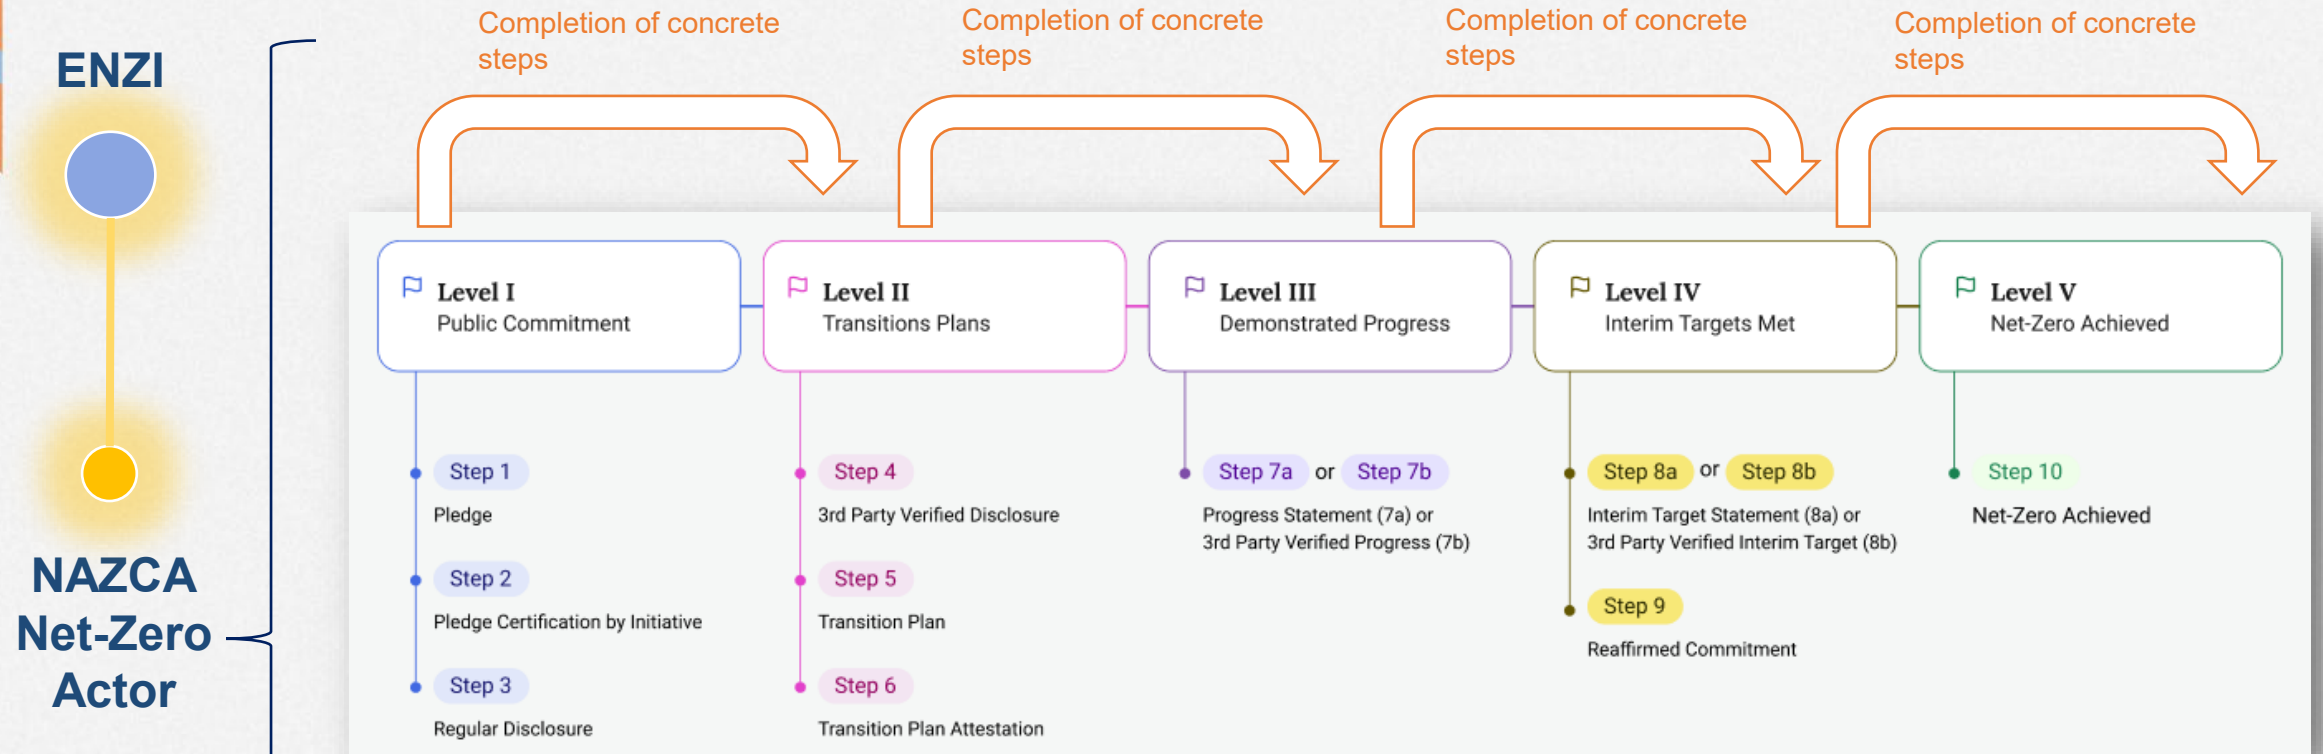 ENZI
NAZCA
Net-Zero
Actor
Completion of concrete
steps
Completion of concrete
steps
Completion of concrete
steps
Completion of concrete
steps
Level I
Public Commitment
Step 1
Pledge
Step 2
Pledge Certification by Initiative
Step 3
Regular Disclosure
Level II
Transitions Plans
Step 4
3rd Party Verified Disclosure
Step 5
Transition Plan
Step 6
Transition Plan Attestation
Level III
Demonstrated Progress
Step 7a or Step 7b
Progress Statement (7a) or
3rd Party Verified Progress (7b)
Level IV
Interim Targets Met
Step 8a or Step 8b
Interim Target Statement (8a) or
3rd Party Verified Interim Target (8b)
Step 9
Reaffirmed Commitment
Level V
Net-Zero Achieved
Step 10
Net-Zero Achieved